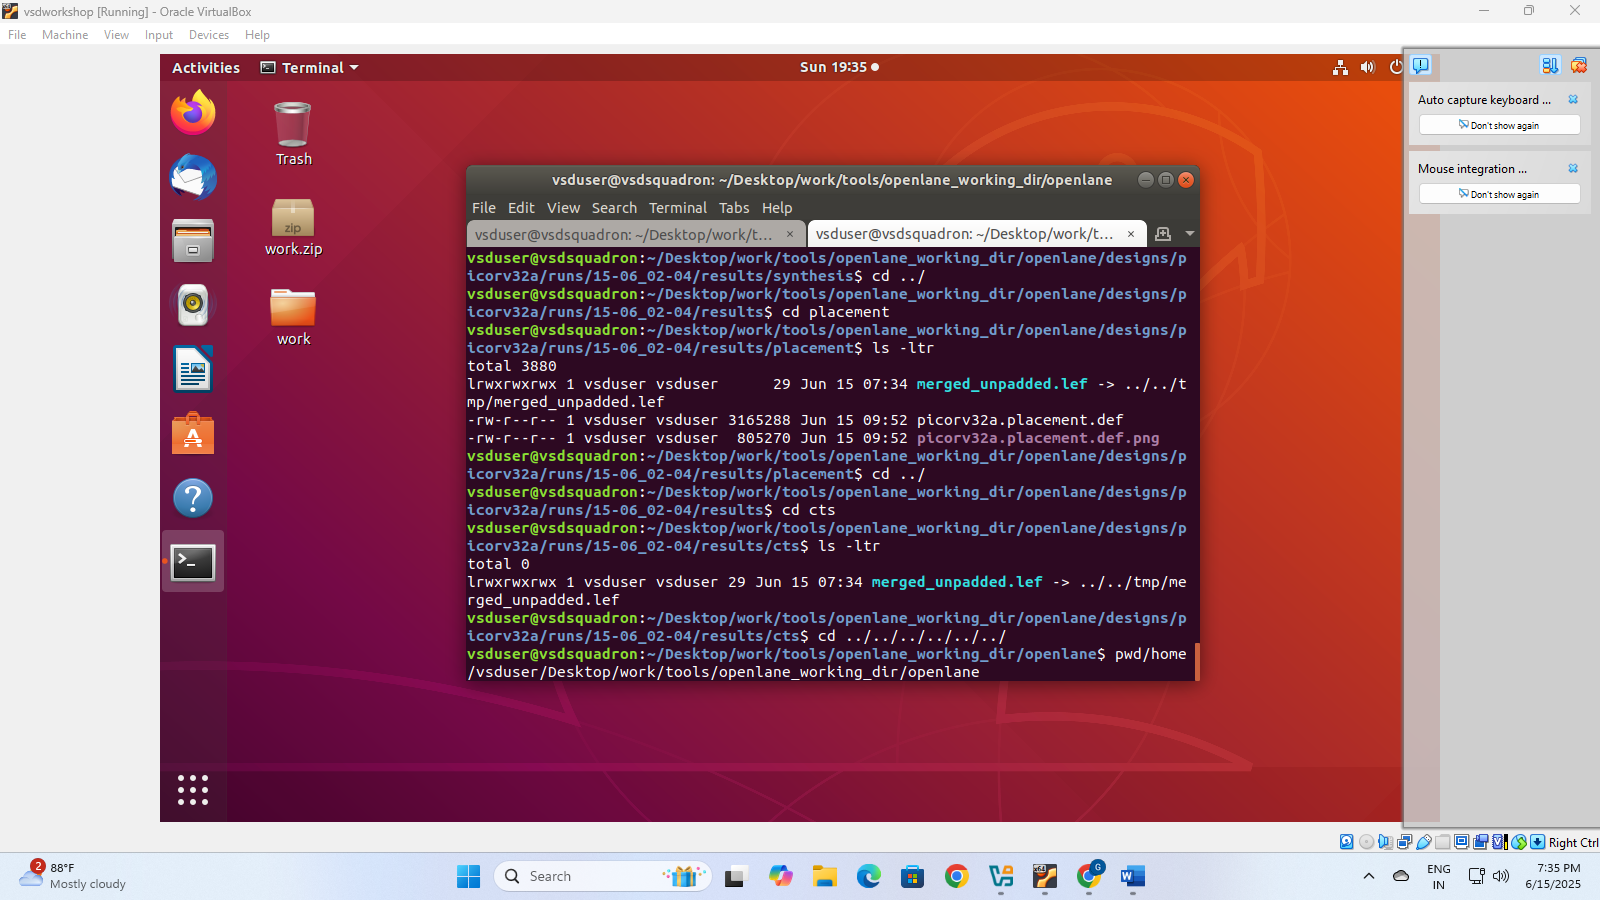 vsdworkshop [Running] - Oracle VirtualBox
File Machine View Input Devices Help
Activities Terminal Sun 19:35
Trash
zip
work.zip
work
vsduser@vsdsquadron: ~/Desktop/work/tools/openlane_working_dir/openlane
File Edit View Search Terminal Tabs Help
vsduser@vsdsquadron: ~/Desktop/work/t... × vsduser@vsdsquadron: ~/Desktop/work/t... ×
vsduser@vsdsquadron:~/Desktop/work/tools/openlane_working_dir/openlane/designs/p
icorv32a/runs/15-06_02-04/results/synthesis$ cd ../
vsduser@vsdsquadron:~/Desktop/work/tools/openlane_working_dir/openlane/designs/p
icorv32a/runs/15-06_02-04/results$ cd placement
vsduser@vsdsquadron:~/Desktop/work/tools/openlane_working_dir/openlane/designs/p
icorv32a/runs/15-06_02-04/results/placement$ ls -ltr
total 3880
lrwxrwxrwx 1 vsduser vsduser      29 Jun 15 07:34 merged_unpadded.lef -> ../../t
mp/merged_unpadded.lef
-rw-r--r-- 1 vsduser vsduser 3165288 Jun 15 09:52 picorv32a.placement.def
-rw-r--r-- 1 vsduser vsduser  805270 Jun 15 09:52 picorv32a.placement.def.png
vsduser@vsdsquadron:~/Desktop/work/tools/openlane_working_dir/openlane/designs/p
icorv32a/runs/15-06_02-04/results/placement$ cd ../
vsduser@vsdsquadron:~/Desktop/work/tools/openlane_working_dir/openlane/designs/p
icorv32a/runs/15-06_02-04/results$ cd cts
vsduser@vsdsquadron:~/Desktop/work/tools/openlane_working_dir/openlane/designs/p
icorv32a/runs/15-06_02-04/results/cts$ ls -ltr
total 0
lrwxrwxrwx 1 vsduser vsduser 29 Jun 15 07:34 merged_unpadded.lef -> ../../tmp/me
rged_unpadded.lef
vsduser@vsdsquadron:~/Desktop/work/tools/openlane_working_dir/openlane/designs/p
icorv32a/runs/15-06_02-04/results/cts$ cd ../../../../../../
vsduser@vsdsquadron:~/Desktop/work/tools/openlane_working_dir/openlane$ pwd/home
/vsduser/Desktop/work/tools/openlane_working_dir/openlane
Auto capture keyboard ...
Don't show again
Mouse integration ...
Don't show again
Right Ctrl
2
88°F
Mostly cloudy
Search
G
ENG
IN
7:35 PM
6/15/2025